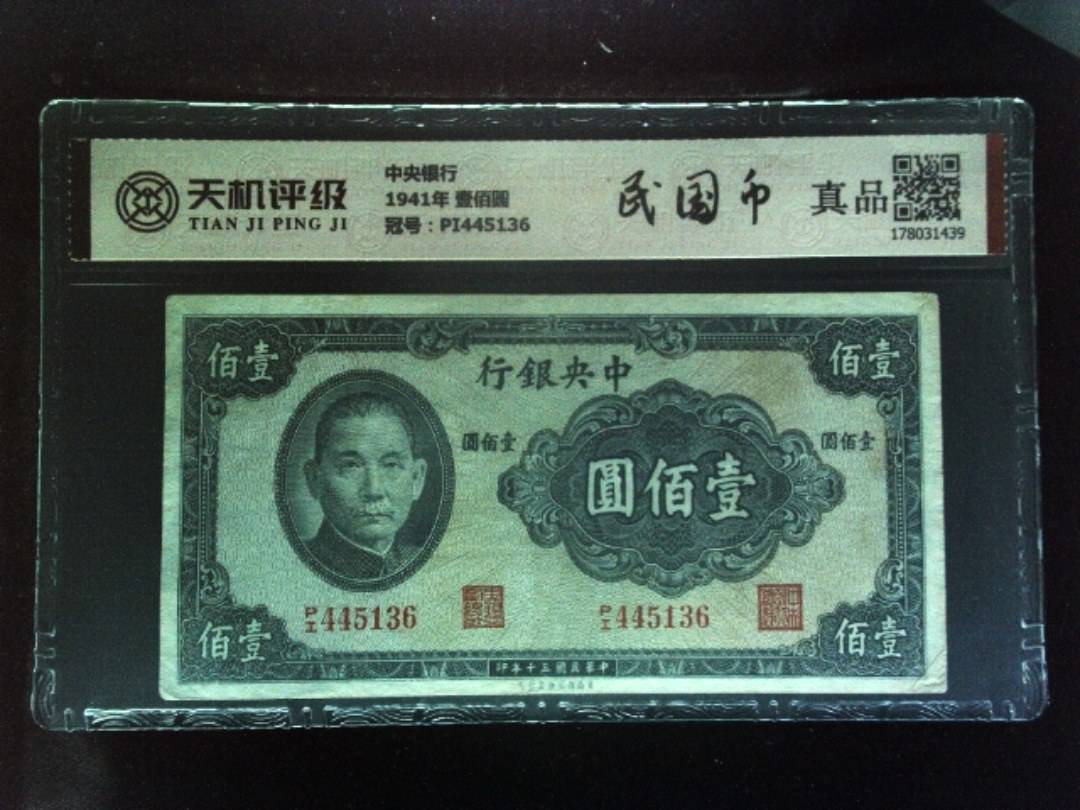 天机评级
TIAN JI PING JI
中央银行
1941年 壹佰圆
冠号：PI445136
民国币
真品
178031439
佰壹
行銀央中
佰壹
圓佰壹
圓佰壹
圓佰壹
PI 445136
PI 445136
佰壹
印年十三國民華中
佰壹